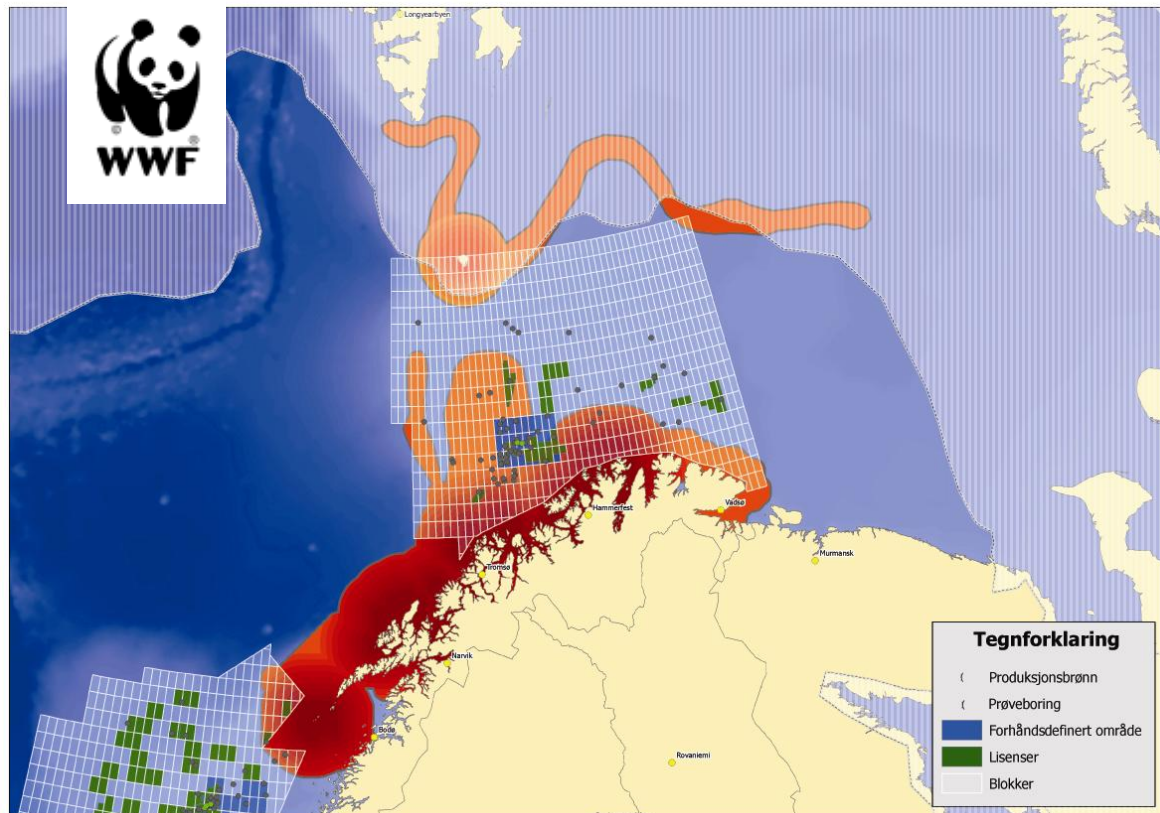 Longyearbyen
© ®
WWF
Hammerfest
Vadsø
Tromsø
Murmansk
Narvik
Bodø
Rovaniemi
Tegnforklaring
Produksjonsbrønn
Prøveboring
Forhåndsdefinert område
Lisenser
Blokker